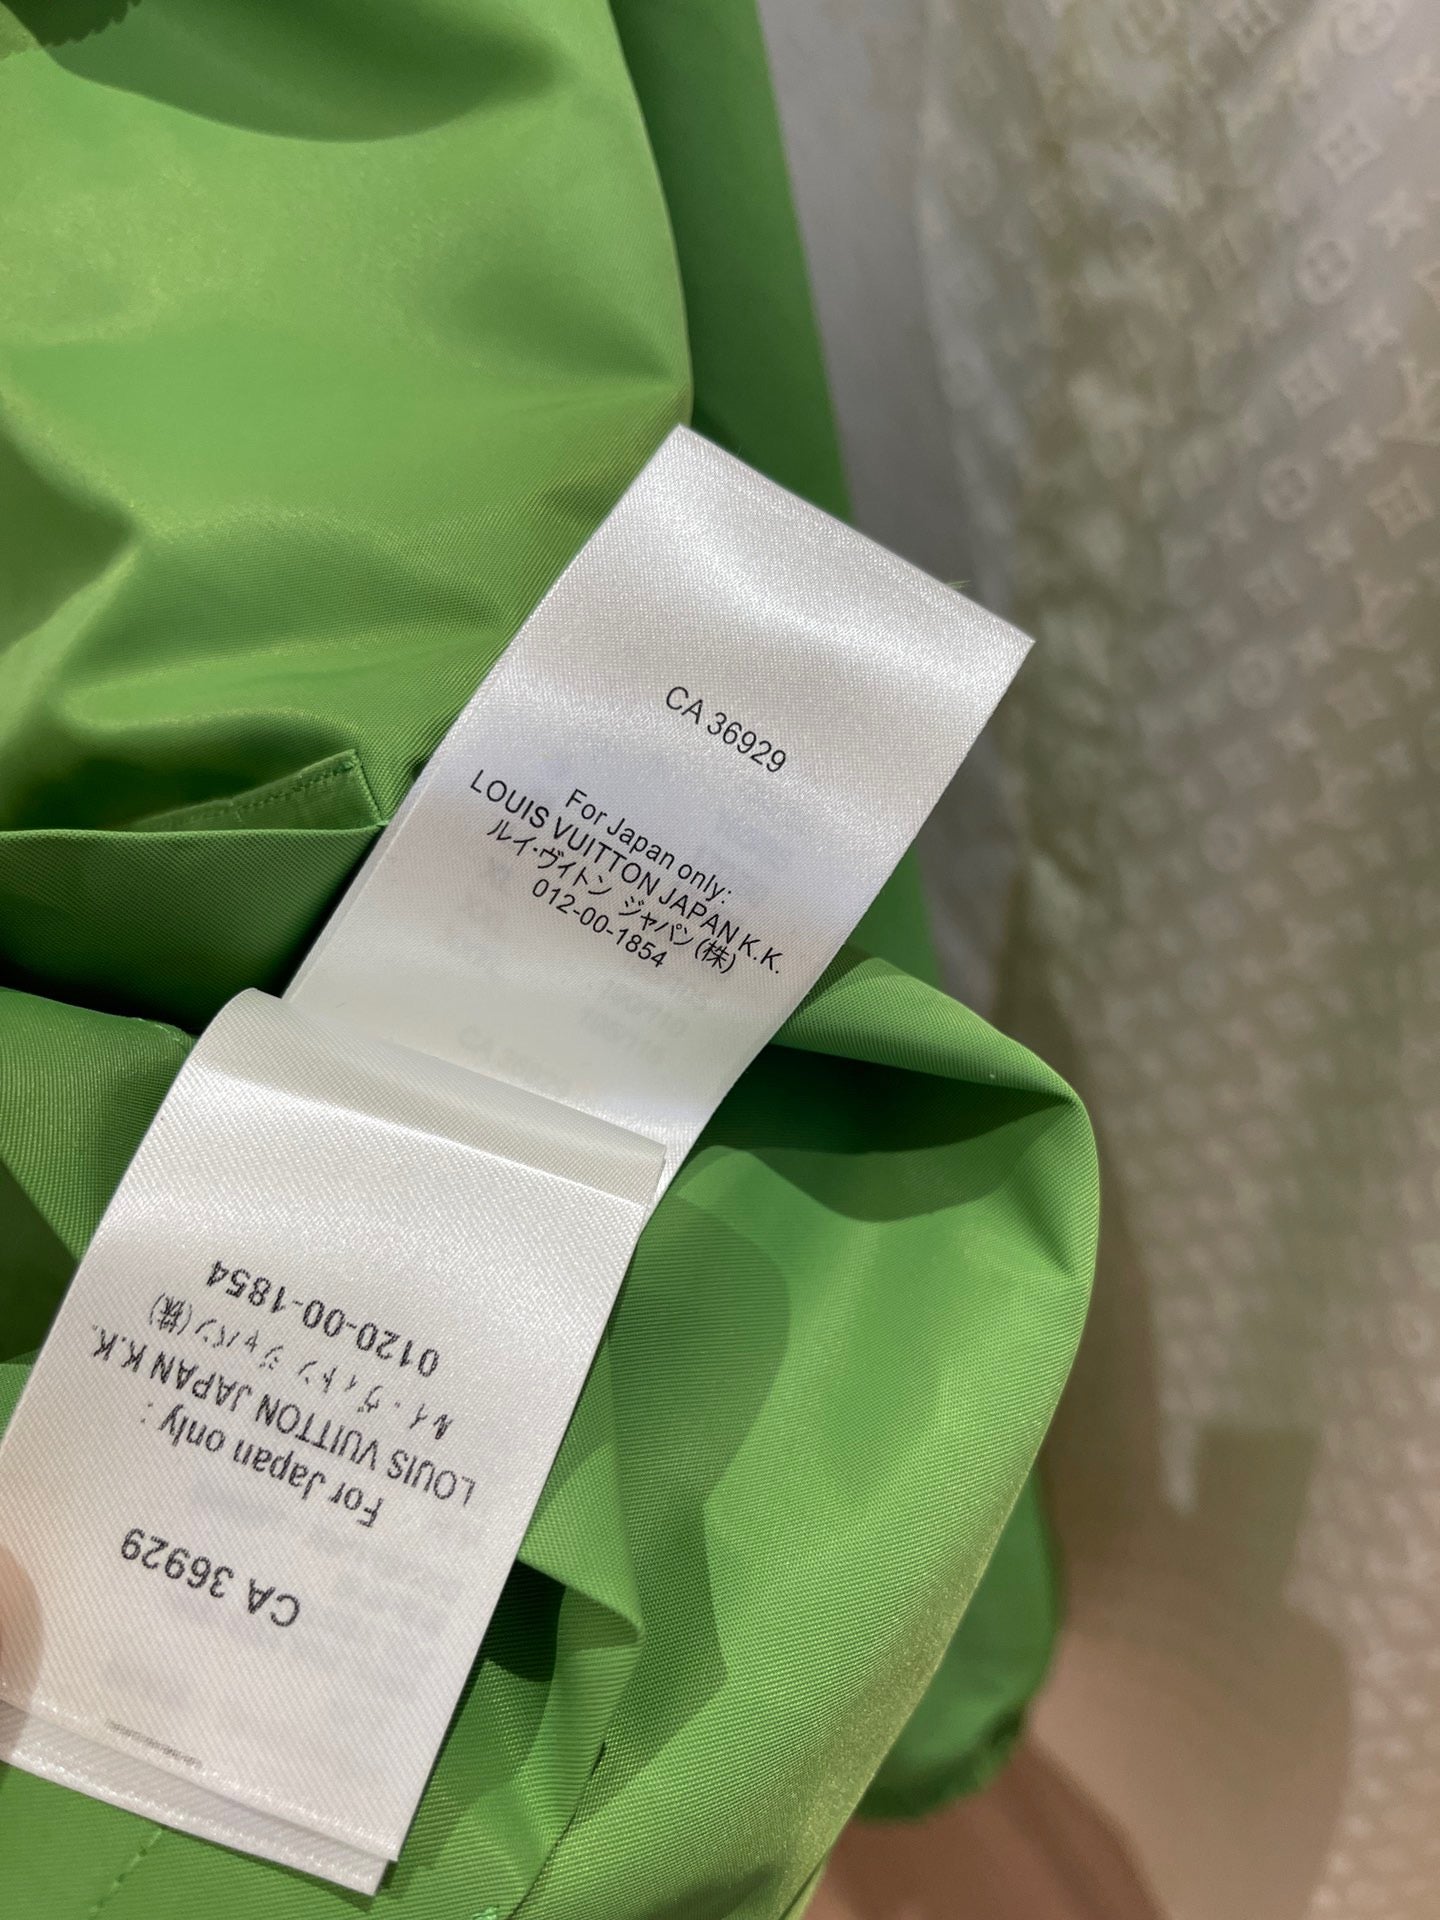 CA 36929
For Japan only:
LOUIS VUITTON JAPAN K.K.
ルイ・ヴィトン ジャパン(株)
012-00-1854
CA 36929
For Japan only :
LOUIS VUITTON JAPAN K.K.
ルイ・ヴィトン ジャパン(株)
0120-00-1854